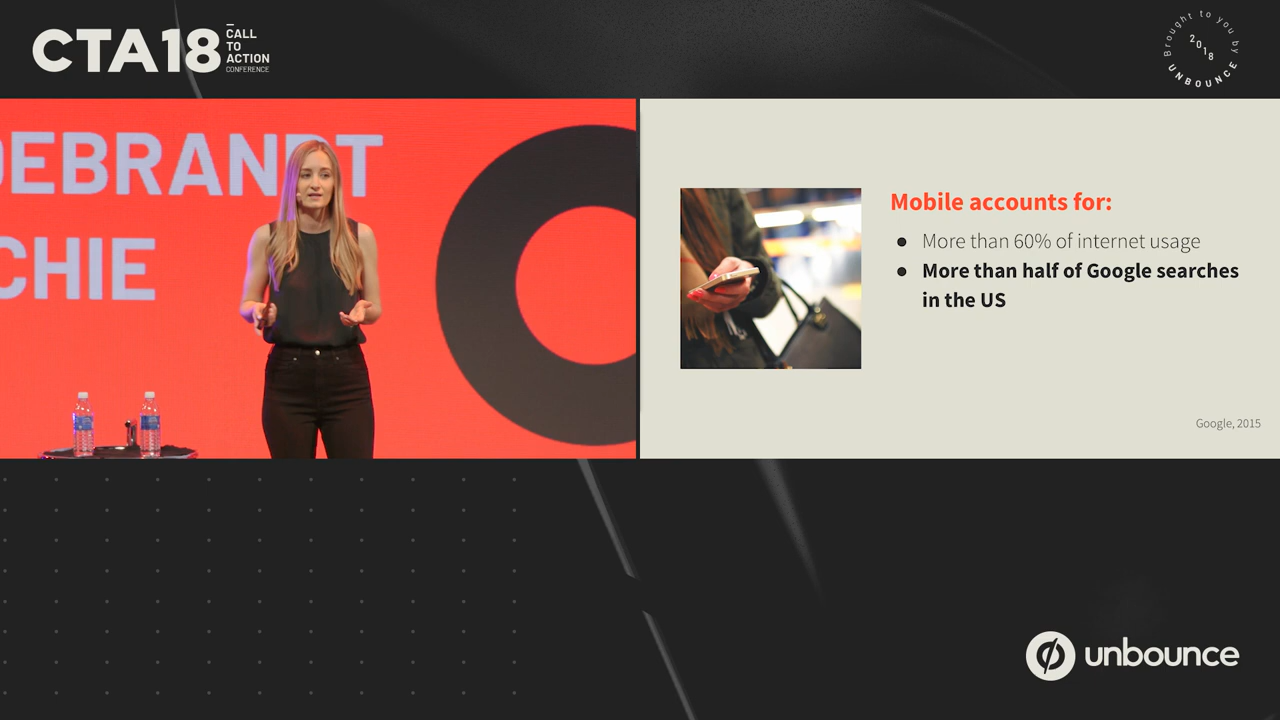 CTA18
CALL
TO
ACTION
CONFERENCE
Brought to you by
2018
UNBOUNCE
DEBRANDT
CHIE
Mobile accounts for:
● More than 60% of internet usage
● More than half of Google searches
in the US
Google, 2015
unbounce